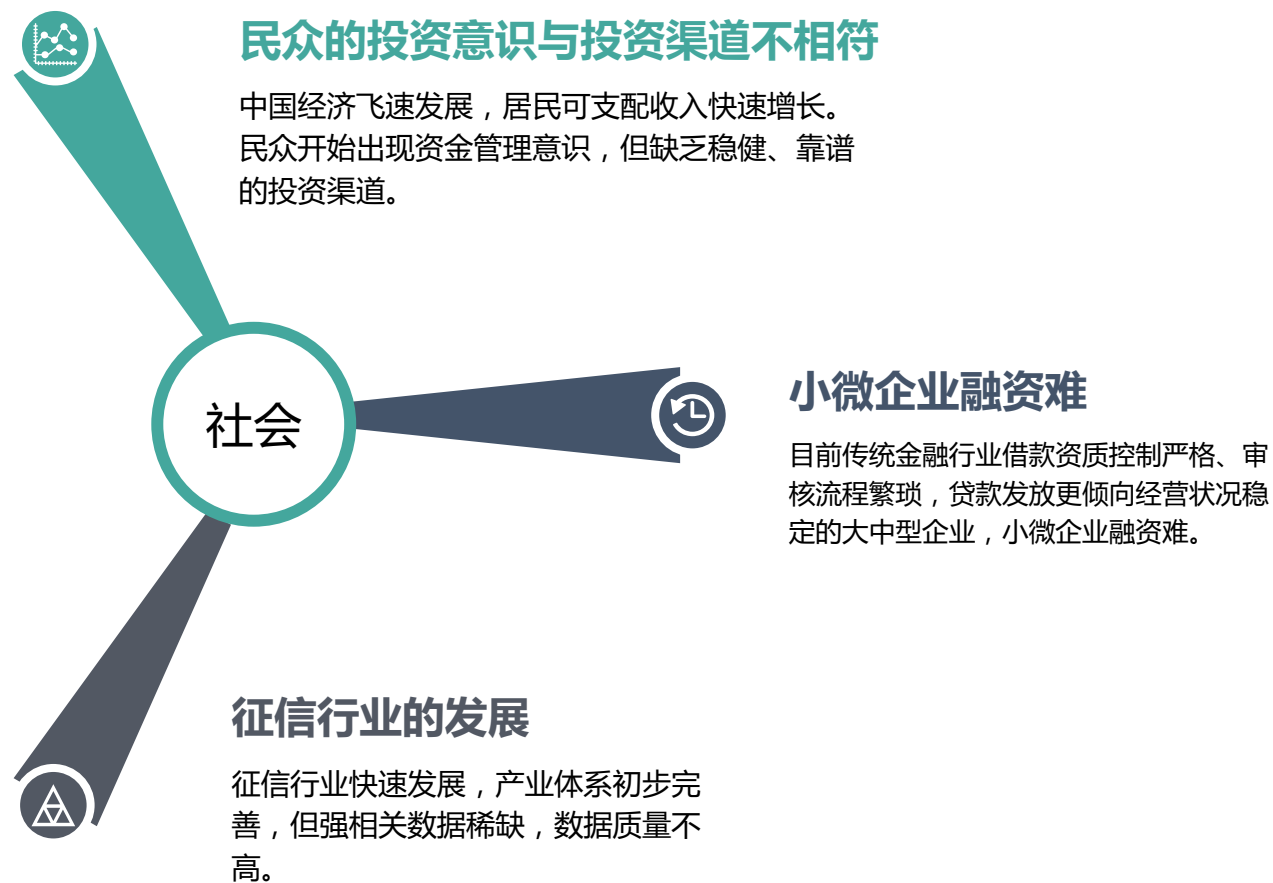 民众的投资意识与投资渠道不相符
中国经济飞速发展，居民可支配收入快速增长。
民众开始出现资金管理意识，但缺乏稳健、靠谱
的投资渠道。
社会
小微企业融资难
目前传统金融行业借款资质控制严格、审
核流程繁琐，贷款发放更倾向经营状况稳
定的大中型企业，小微企业融资难。
征信行业的发展
征信行业快速发展，产业体系初步完
善，但强相关数据稀缺，数据质量不
高。